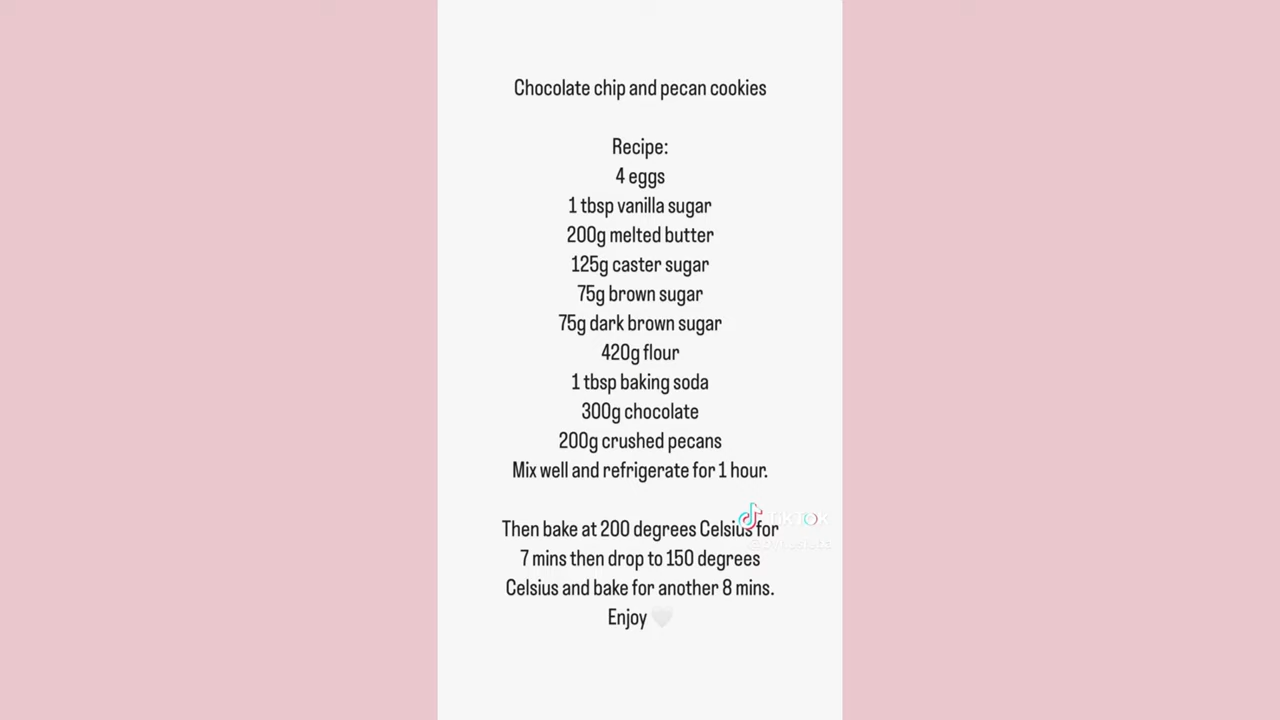 Chocolate chip and pecan cookies
Recipe:
4 eggs
1 tbsp vanilla sugar
200g melted butter
125g caster sugar
75g brown sugar
75g dark brown sugar
420g flour
1 tbsp baking soda
300g chocolate
200g crushed pecans
Mix well and refrigerate for 1 hour.
Then bake at 200 degrees Celsius for
7 mins then drop to 150 degrees
Celsius and bake for another 8 mins.
Enjoy 🤍
TikTok